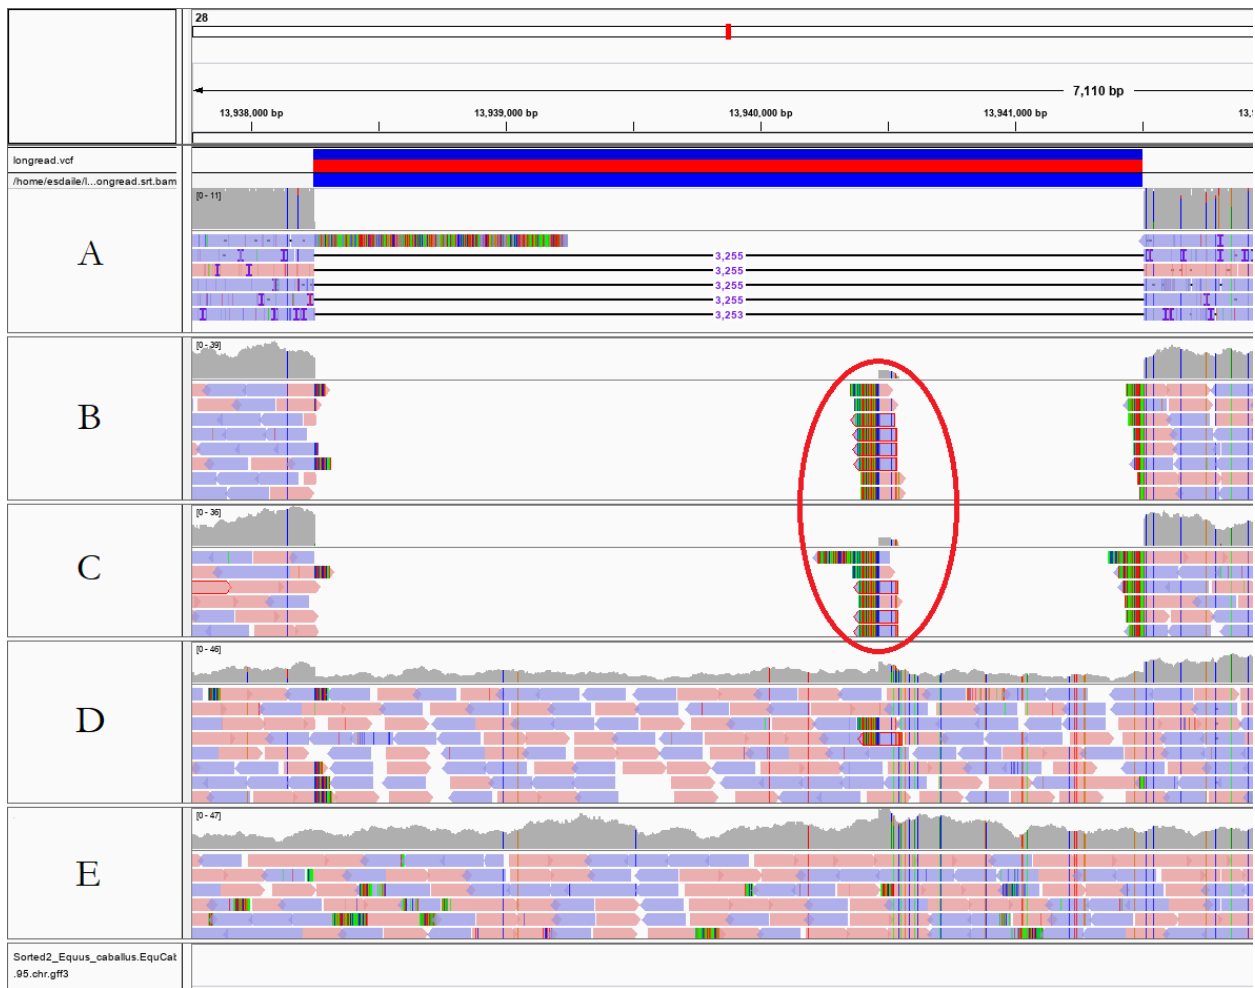 28
7,110 bp
13,938,000 bp
13,939,000 bp
13,940,000 bp
13,941,000 bp
longread.vcf
/home/esdaile/l...ongread.srt.bam
[0 - 11]
A
3,255
3,255
3,255
3,255
3,253
[0 - 39]
B
[0 - 36]
C
[0 - 46]
D
[0 - 47]
E
Sorted2_Equus_caballus.EquCab
.95.chr.gff3